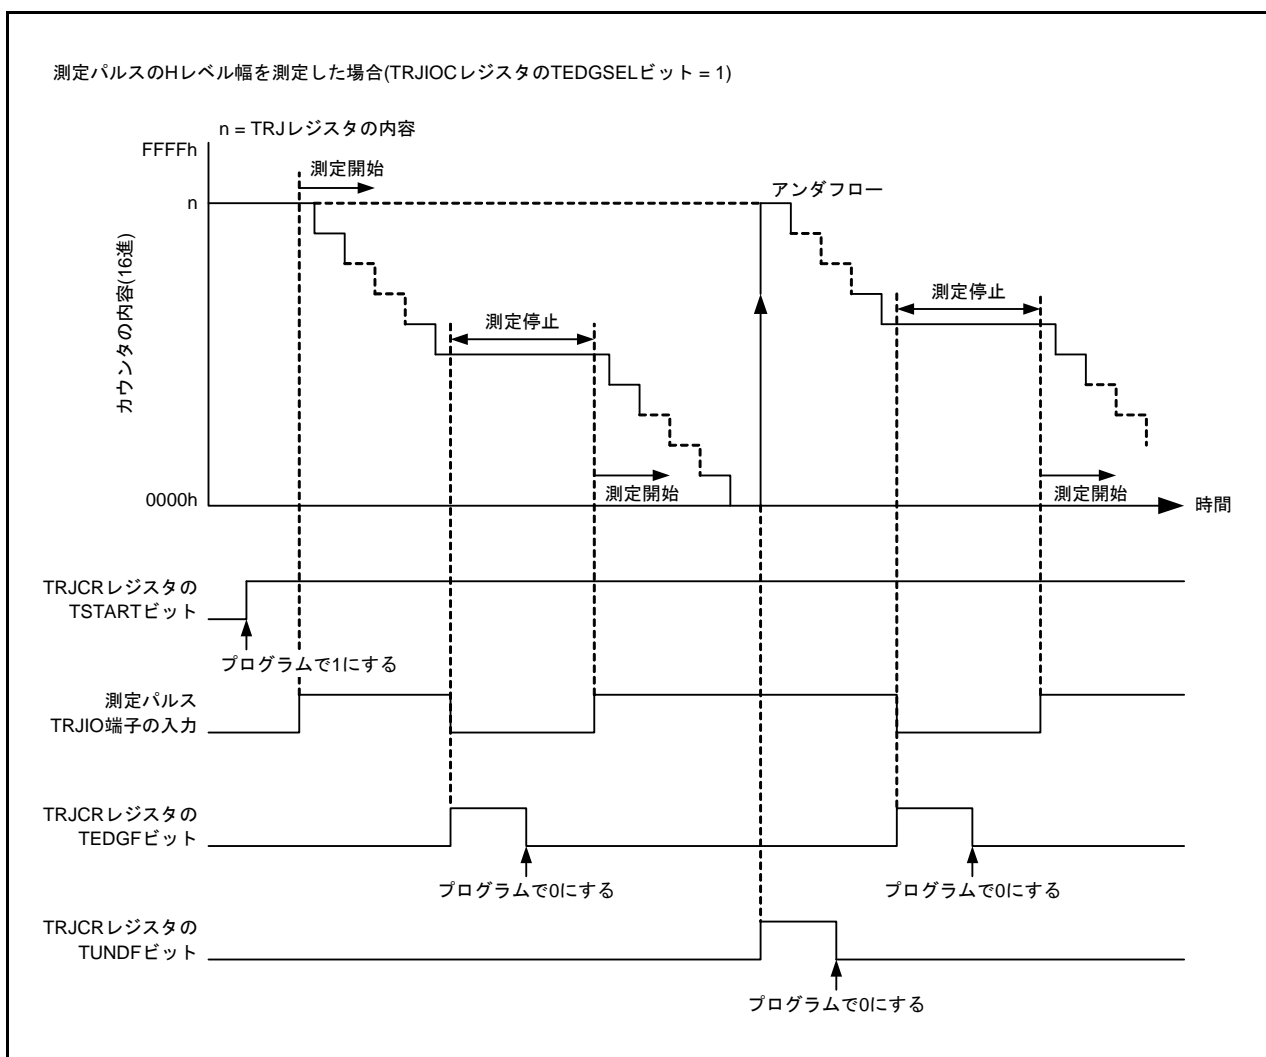 測定パルスのHレベル幅を測定した場合(TRJIOCレジスタのTEDGSELビット = 1)
n = TRJレジスタの内容
FFFFh
測定開始
n
アンダフロー
カウンタの内容(16進)
測定停止
測定停止
測定開始
測定開始
0000h
時間
TRJCRレジスタの
TSTARTビット
プログラムで1にする
測定パルス
TRJIO端子の入力
TRJCRレジスタの
TEDGFビット
プログラムで0にする
プログラムで0にする
TRJCRレジスタの
TUNDFビット
プログラムで0にする